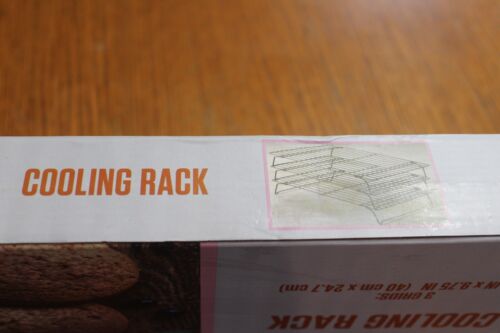 COOLING RACK
COOLING RACK
3 GRIDS:
IN x 9.75 IN (40 cm x 24.7 cm)